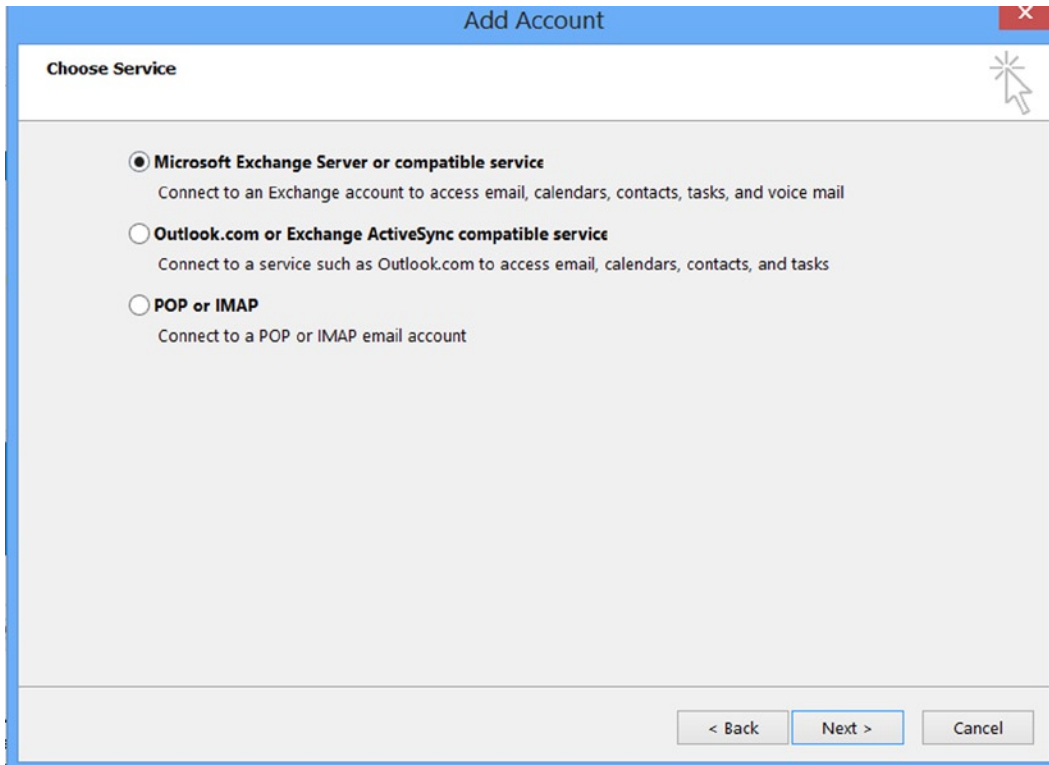 Add Account
Choose Service
Microsoft Exchange Server or compatible service
Connect to an Exchange account to access email, calendars, contacts, tasks, and voice mail
Outlook.com or Exchange ActiveSync compatible service
Connect to a service such as Outlook.com to access email, calendars, contacts, and tasks
POP or IMAP
Connect to a POP or IMAP email account
< Back Next > Cancel